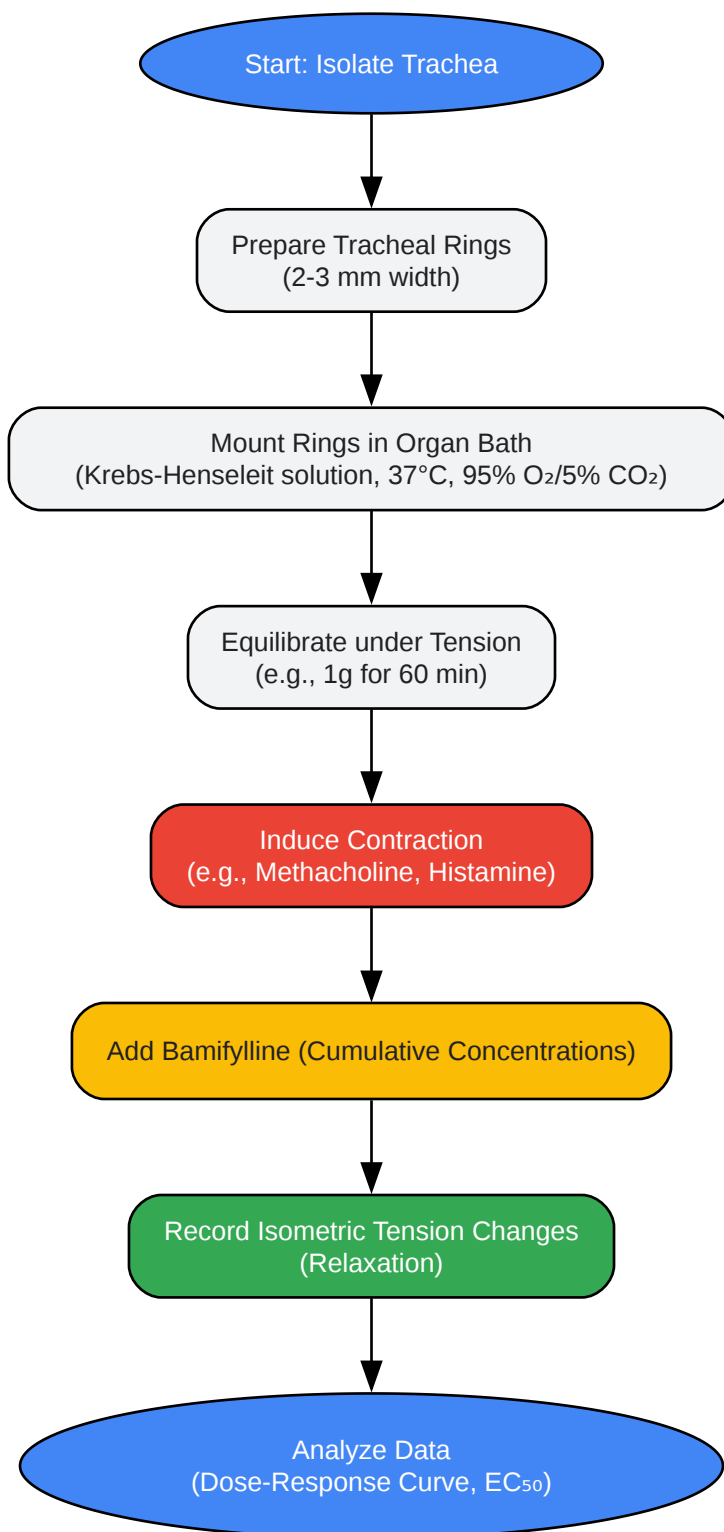 Start: Isolate Trachea
Prepare Tracheal Rings
(2-3 mm width)
Mount Rings in Organ Bath
(Krebs-Henseleit solution, 37°C, 95% O₂/5% CO₂)
Equilibrate under Tension
(e.g., 1g for 60 min)
Induce Contraction
(e.g., Methacholine, Histamine)
Add Bamifylline (Cumulative Concentrations)
Record Isometric Tension Changes
(Relaxation)
Analyze Data
(Dose-Response Curve, EC₅₀)